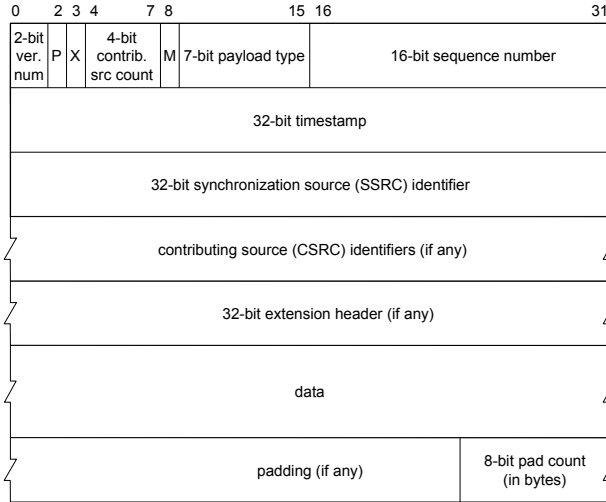 0 2 3 4 7 8 15 16 31
2-bit ver. num
P
X
4-bit contrib. src count
M
7-bit payload type
16-bit sequence number
32-bit timestamp
32-bit synchronization source (SSRC) identifier
contributing source (CSRC) identifiers (if any)
32-bit extension header (if any)
data
padding (if any)
8-bit pad count
(in bytes)